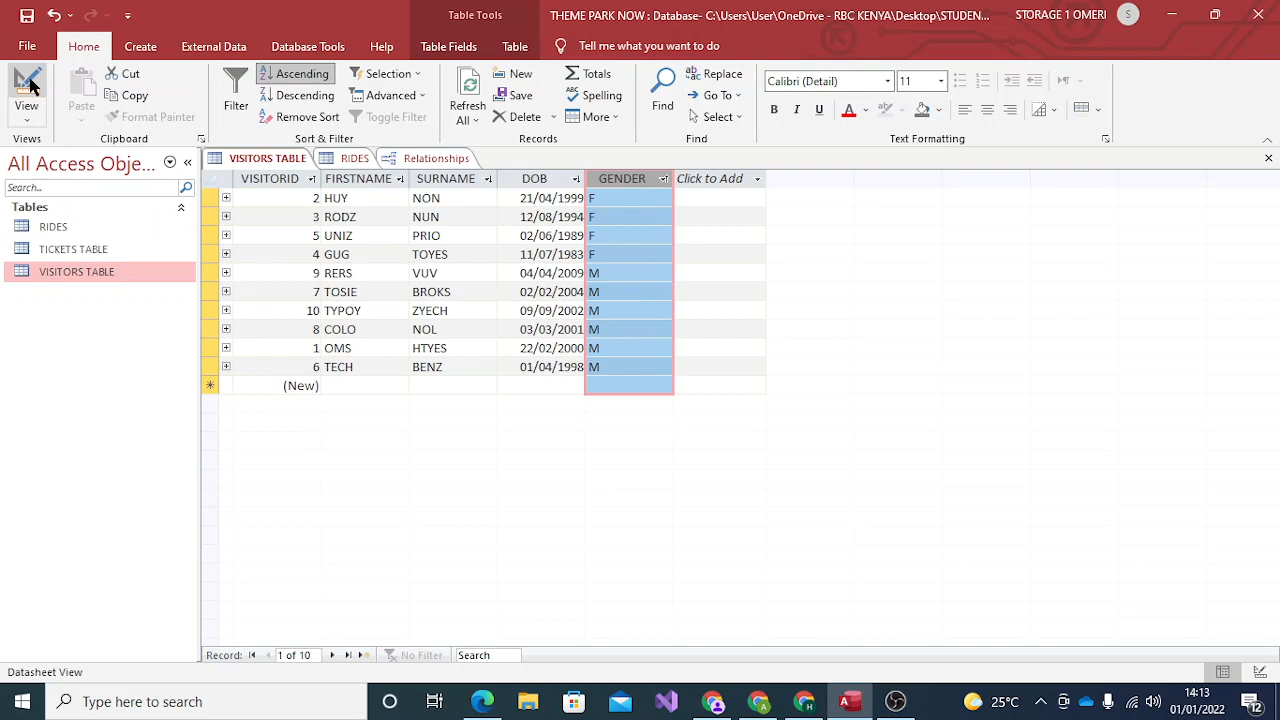 Table Tools
THEME PARK NOW : Database- C:\Users\User\OneDrive - RBC KENYA\Desktop\STUDEN...
STORAGE 1 OMERI
S
File
Home
Create
External Data
Database Tools
Help
Table Fields
Table
Tell me what you want to do
View
Views
Paste
Cut
Copy
Format Painter
Clipboard
Filter
Ascending
Descending
Remove Sort
Selection
Advanced
Toggle Filter
Sort & Filter
Refresh
All
New
Save
Delete
Totals
Spelling
More
Records
Find
Replace
Go To
Select
Find
Calibri (Detail)
11
B I U A
Text Formatting
All Access Obje...
Search...
Tables
RIDES
TICKETS TABLE
VISITORS TABLE
VISITORS TABLE RIDES Relationships
VISITORID FIRSTNAME SURNAME DOB GENDER Click to Add
2 HUY NON 21/04/1999 F
3 RODZ NUN 12/08/1994 F
5 UNIZ PRIO 02/06/1989 F
4 GUG TOYES 11/07/1983 F
9 RERS VUV 04/04/2009 M
7 TOSIE BROKS 02/02/2004 M
10 TYPOY ZYECH 09/09/2002 M
8 COLO NOL 03/03/2001 M
1 OMS HTYES 22/02/2000 M
6 TECH BENZ 01/04/1998 M
(New)
Record: 1 of 10 No Filter Search
Datasheet View
Type here to search
25°C
14:13
01/01/2022
12